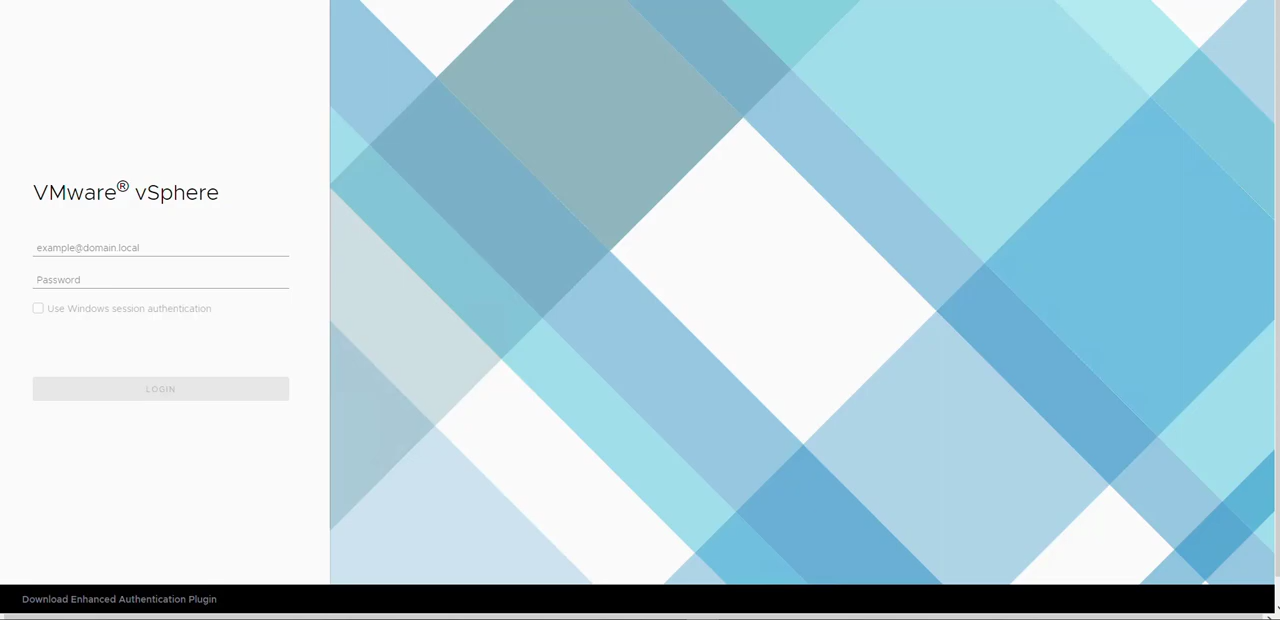 VMware® vSphere
example@domain.local
Password
Use Windows session authentication
LOGIN
Download Enhanced Authentication Plugin